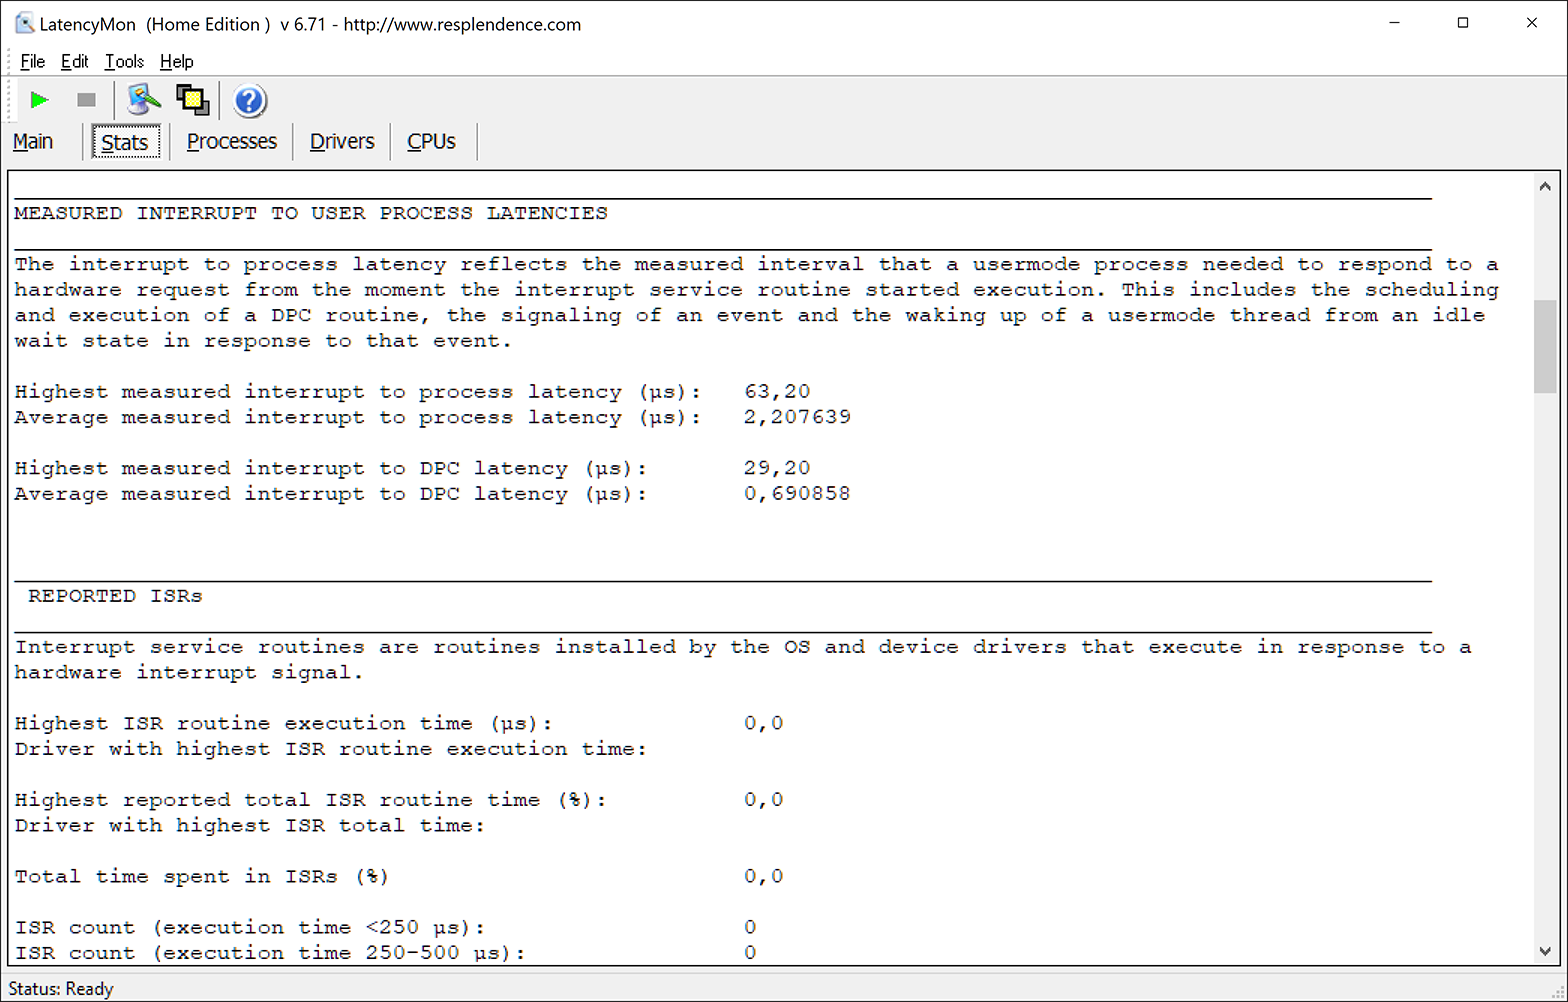 LatencyMon (Home Edition ) v 6.71 - http://www.resplendence.com
File Edit Tools Help
Main Stats Processes Drivers CPUs
MEASURED INTERRUPT TO USER PROCESS LATENCIES
The interrupt to process latency reflects the measured interval that a usermode process needed to respond to a
hardware request from the moment the interrupt service routine started execution. This includes the scheduling
and execution of a DPC routine, the signaling of an event and the waking up of a usermode thread from an idle
wait state in response to that event.
Highest measured interrupt to process latency (µs): 63,20
Average measured interrupt to process latency (µs): 2,207639
Highest measured interrupt to DPC latency (µs): 29,20
Average measured interrupt to DPC latency (µs): 0,690858
REPORTED ISRs
Interrupt service routines are routines installed by the OS and device drivers that execute in response to a
hardware interrupt signal.
Highest ISR routine execution time (µs): 0,0
Driver with highest ISR routine execution time:
Highest reported total ISR routine time (%): 0,0
Driver with highest ISR total time:
Total time spent in ISRs (%) 0,0
ISR count (execution time <250 µs): 0
ISR count (execution time 250-500 µs): 0
Status: Ready